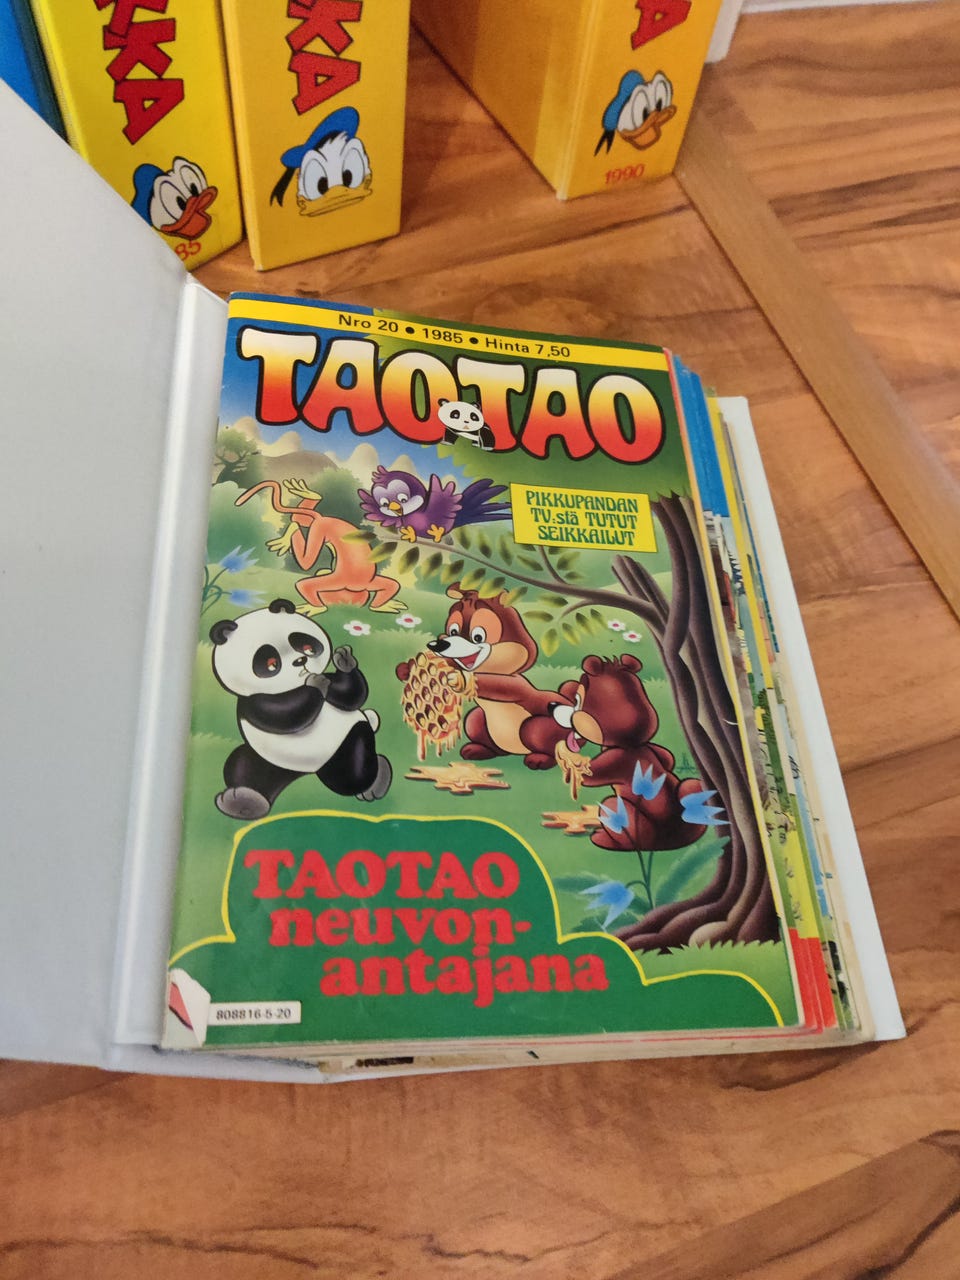 KKA
85
KKA
A
1990
Nro 20 • 1985 • Hinta 7,50
TAOTAO
PIKKUPANDAN
TV:stä TUTUT
SEIKKAILUT
TAOTAO
neuvon-
antajana
808816-5-20